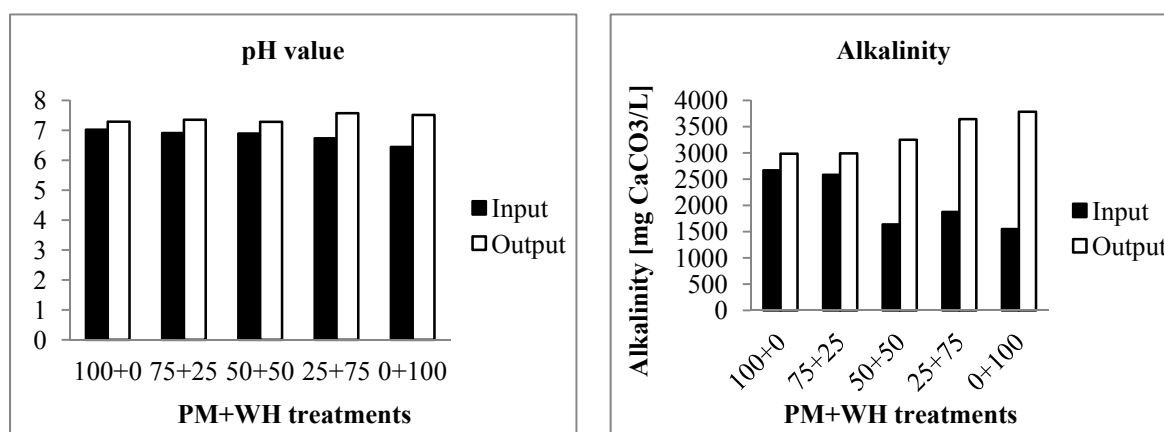 pH value
8
7
6
5
4
3
2
1
0
100+0 75+25 50+50 25+75 0+100
PM+WH treatments
Input
Output
Alkalinity
Alkalinity [mg CaCO3/L]
4000
3500
3000
2500
2000
1500
1000
500
0
100+0
75+25
50+50
25+75
0+100
PM+WH treatments
Input
Output